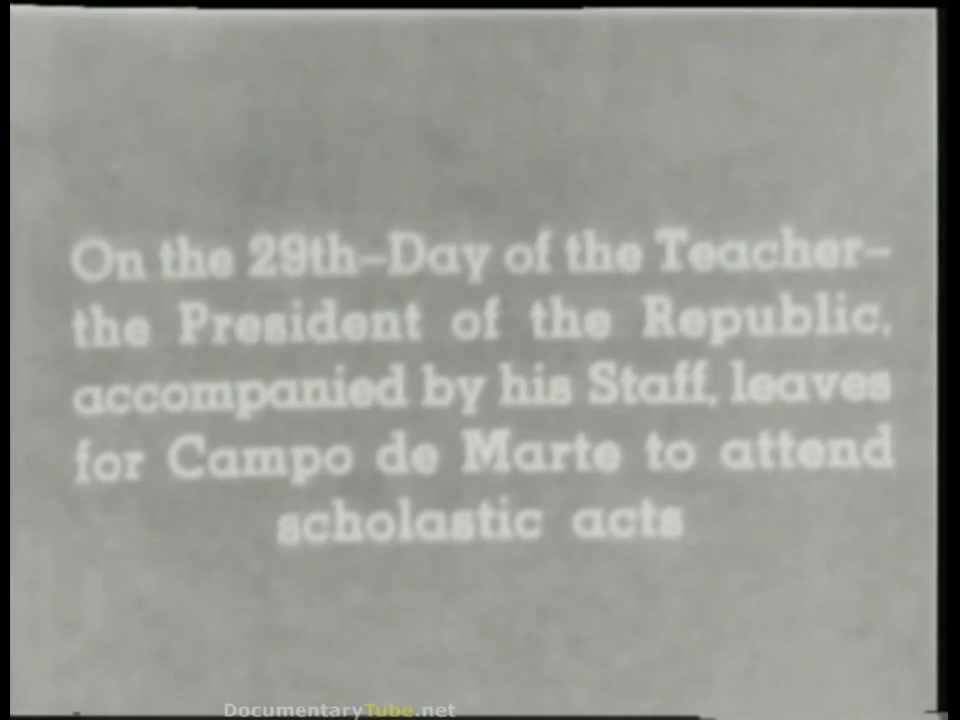 On the 29th-Day of the Teacher-
the President of the Republic,
accompanied by his Staff, leaves
for Campo de Marte to attend
scholastic acts
DocumentaryTube.net